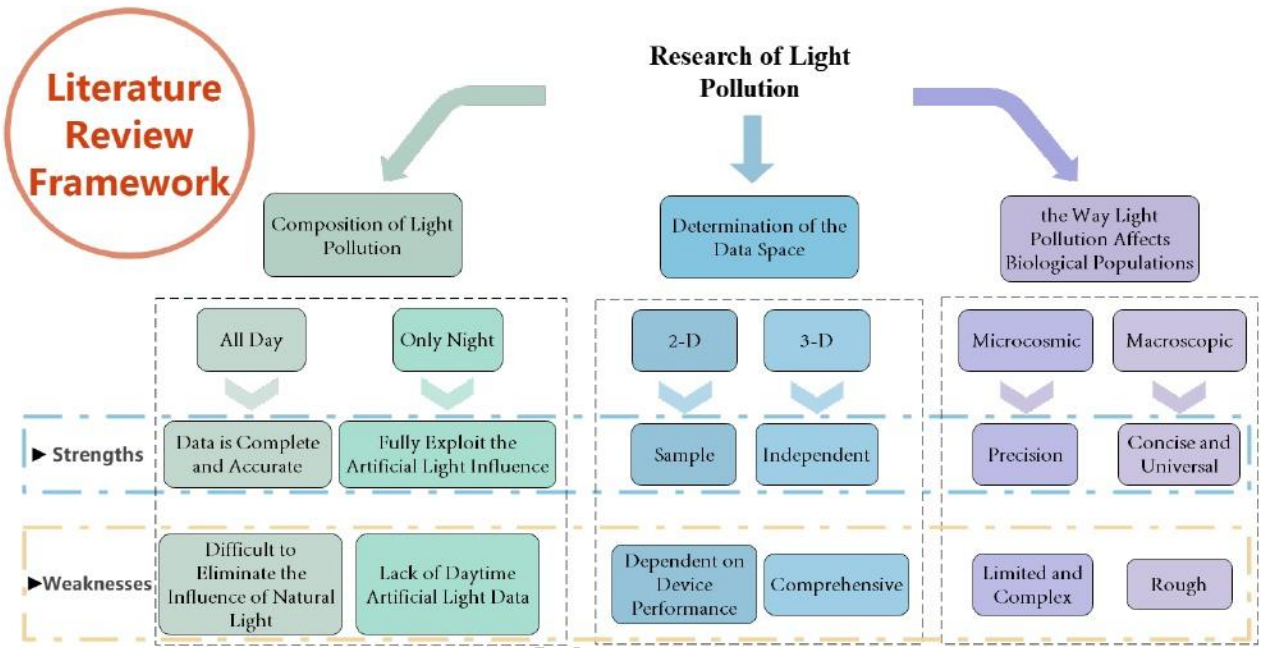 Literature
Review
Framework
Research of Light
Pollution
Composition of Light
Pollution
Determination of the
Data Space
the Way Light
Pollution Affects
Biological Populations
All Day
Only Night
2-D
3-D
Microcosmic
Macroscopic
► Strengths
Data is Complete
and Accurate
Fully Exploit the
Artificial Light Influence
Sample
Independent
Precision
Concise and
Universal
►Weaknesses
Difficult to
Eliminate the
Influence of Natural
Light
Lack of Daytime
Artificial Light Data
Dependent on
Device
Performance
Comprehensive
Limited and
Complex
Rough